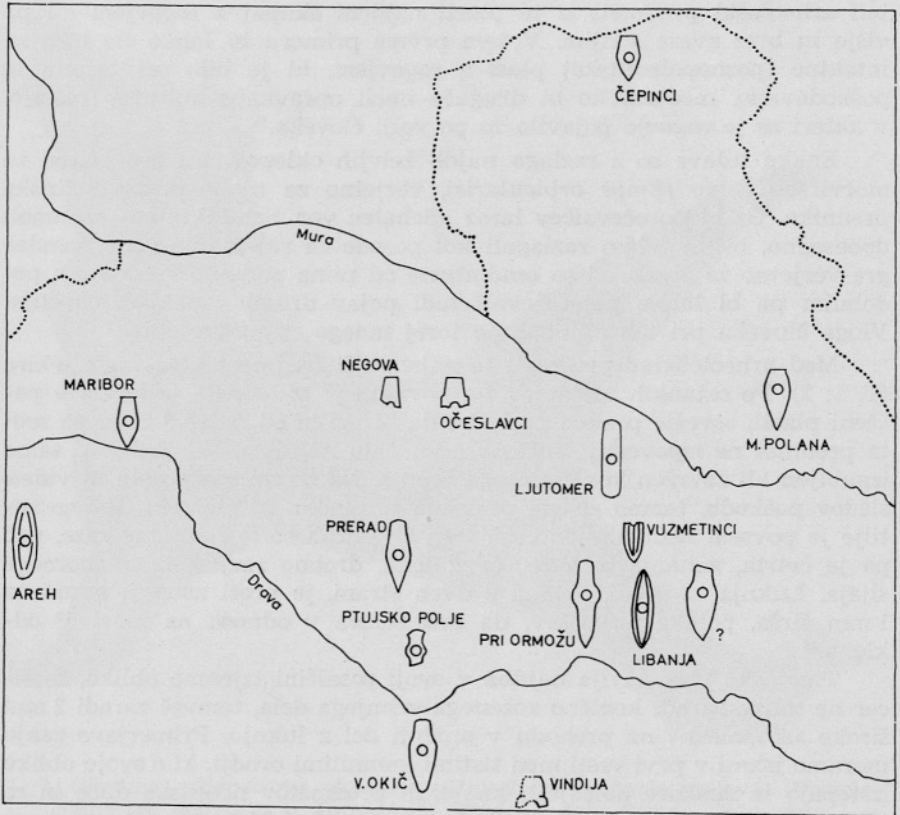 ČEPINCI
Mura
NEGOVA
MARIBOR
OČESLAVCI
M. POLANA
LJUTOMER
PRERAD
VUZMETINCI
AREH
Drava
PTUJSKO POLJE
PRI ORMOŽU
?
LIBANJA
V. OKIČ
VINDIJA